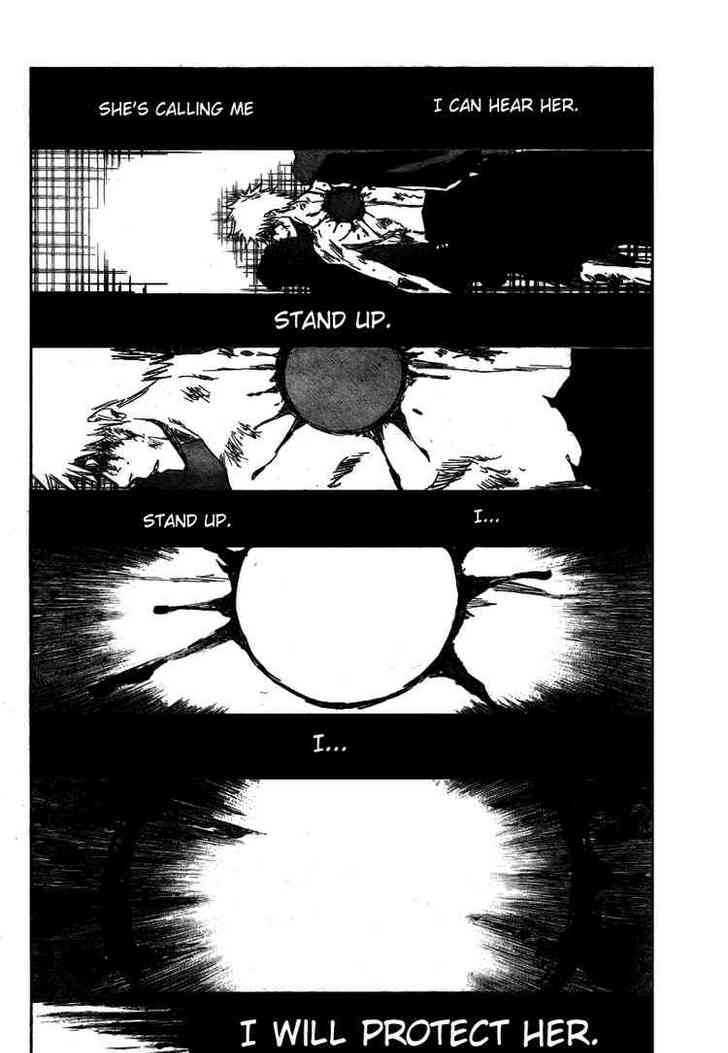 I CAN HEAR HER.
SHE'S CALLING ME
STAND UP.
I...
STAND UP.
I...
I WILL PROTECT HER.